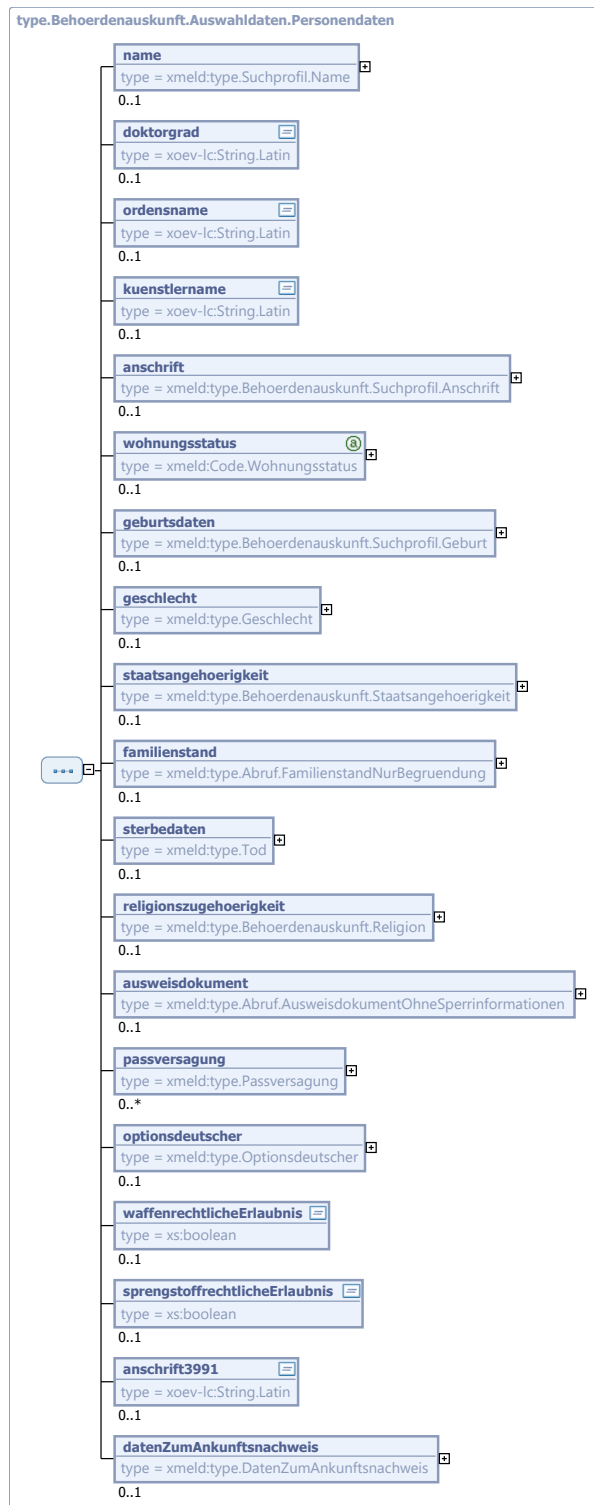 type.Behoerdenauskunft.Auswahldaten.Personendaten
name
type = xmeld:type.Suchprofil.Name
0..1
doktorgrad
type = xoev-lc:String.Latin
0..1
ordensname
type = xoev-lc:String.Latin
0..1
kuenstlername
type = xoev-lc:String.Latin
0..1
anschrift
type = xmeld:type.Behoerdenauskunft.Suchprofil.Anschrift
0..1
wohnungsstatus a
type = xmeld:Code.Wohnungsstatus
0..1
geburtsdaten
type = xmeld:type.Behoerdenauskunft.Suchprofil.Geburt
0..1
geschlecht
type = xmeld:type.Geschlecht
0..1
staatsangehoerigkeit
type = xmeld:type.Behoerdenauskunft.Staatsangehoerigkeit
0..1
familienstand
type = xmeld:type.Abruf.FamilienstandNurBegruendung
0..1
sterbedaten
type = xmeld:type.Tod
0..1
religionszugehoerigkeit
type = xmeld:type.Behoerdenauskunft.Religion
0..1
ausweisdokument
type = xmeld:type.Abruf.AusweisdokumentOhneSperrinformationen
0..1
passversagung
type = xmeld:type.Passversagung
0..*
optionsdeutscher
type = xmeld:type.Optionsdeutscher
0..1
waffenrechtlicheErlaubnis
type = xs:boolean
0..1
sprengstoffrechtlicheErlaubnis
type = xs:boolean
0..1
anschrift3991
type = xoev-lc:String.Latin
0..1
datenZumAnkunftsnachweis
type = xmeld:type.DatenZumAnkunftsnachweis
0..1